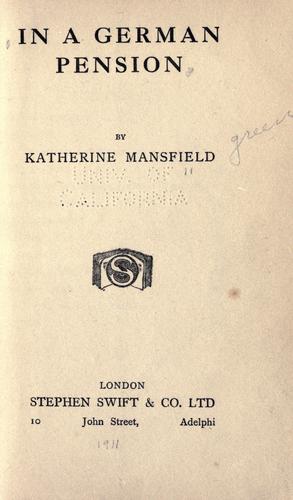 IN A GERMAN
PENSION
BY
KATHERINE MANSFIELD
UNIV. OF
CALIFORNIA
green
S
LONDON
STEPHEN SWIFT & CO. LTD
10 John Street, Adelphi
1911